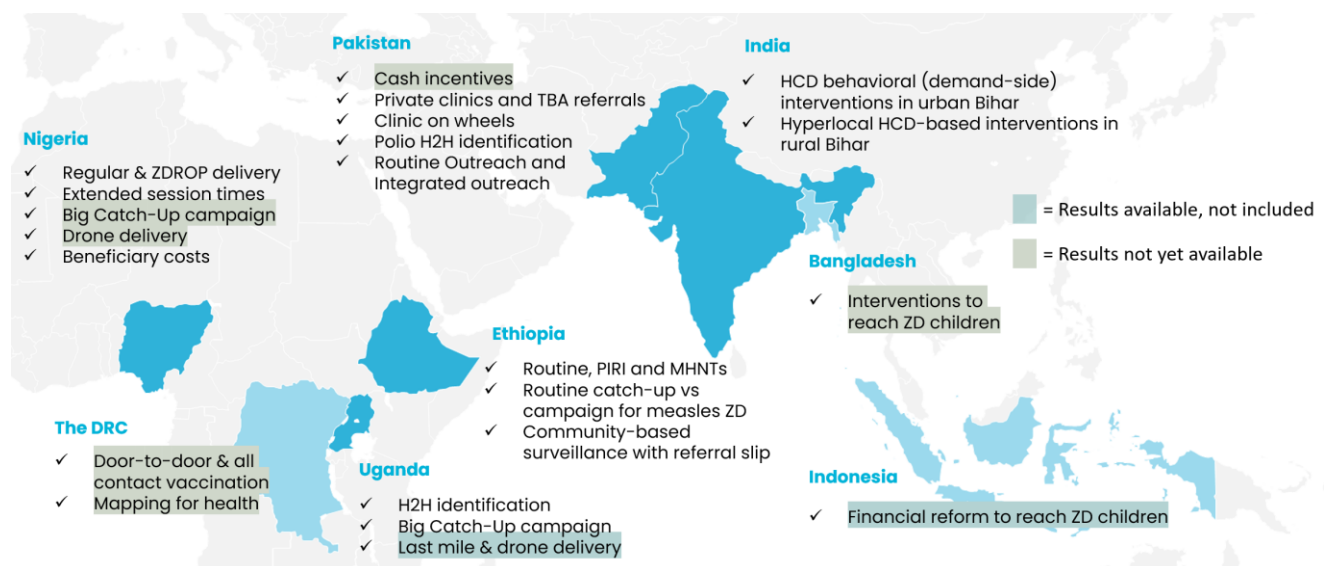 Pakistan
✓ Cash incentives
✓ Private clinics and TBA referrals
✓ Clinic on wheels
✓ Polio H2H identification
✓ Routine Outreach and
Integrated outreach
India
✓ HCD behavioral (demand-side)
interventions in urban Bihar
✓ Hyperlocal HCD-based interventions in
rural Bihar
Nigeria
✓ Regular & ZDROP delivery
✓ Extended session times
✓ Big Catch-Up campaign
✓ Drone delivery
✓ Beneficiary costs
= Results available, not included
= Results not yet available
Bangladesh
✓ Interventions to
reach ZD children
Ethiopia
✓ Routine, PIRI and MHNTs
✓ Routine catch-up vs
campaign for measles ZD
✓ Community-based
surveillance with referral slip
The DRC
✓ Door-to-door & all
contact vaccination
✓ Mapping for health
Uganda
✓ H2H identification
✓ Big Catch-Up campaign
✓ Last mile & drone delivery
Indonesia
✓ Financial reform to reach ZD children